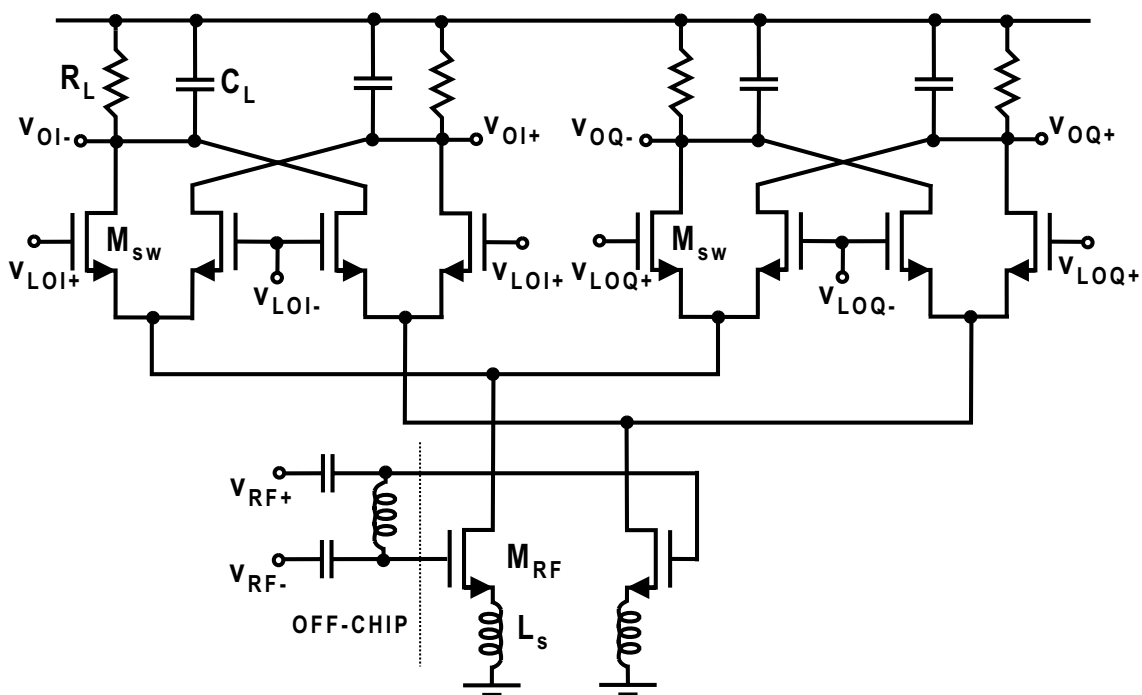 R_L
C_L
v_OI-
v_OI+
v_OQ-
v_OQ+
M_sw
M_sw
v_LOI+
v_LOI-
v_LOI+
v_LOQ+
v_LOQ-
v_LOQ+
v_RF+
v_RF-
M_RF
OFF-CHIP
L_s